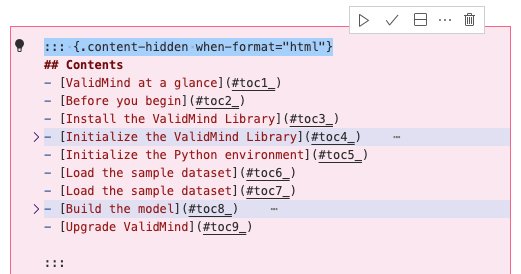 ::: {.content-hidden when-format="html"}
## Contents
- [ValidMind at a glance](#toc1_)
- [Before you begin](#toc2_)
- [Install the ValidMind Library](#toc3_)
- [Initialize the ValidMind Library](#toc4_) ⋯
- [Initialize the Python environment](#toc5_)
- [Load the sample dataset](#toc6_)
- [Load the sample dataset](#toc7_)
- [Build the model](#toc8_) ⋯
- [Upgrade ValidMind](#toc9_)
:::